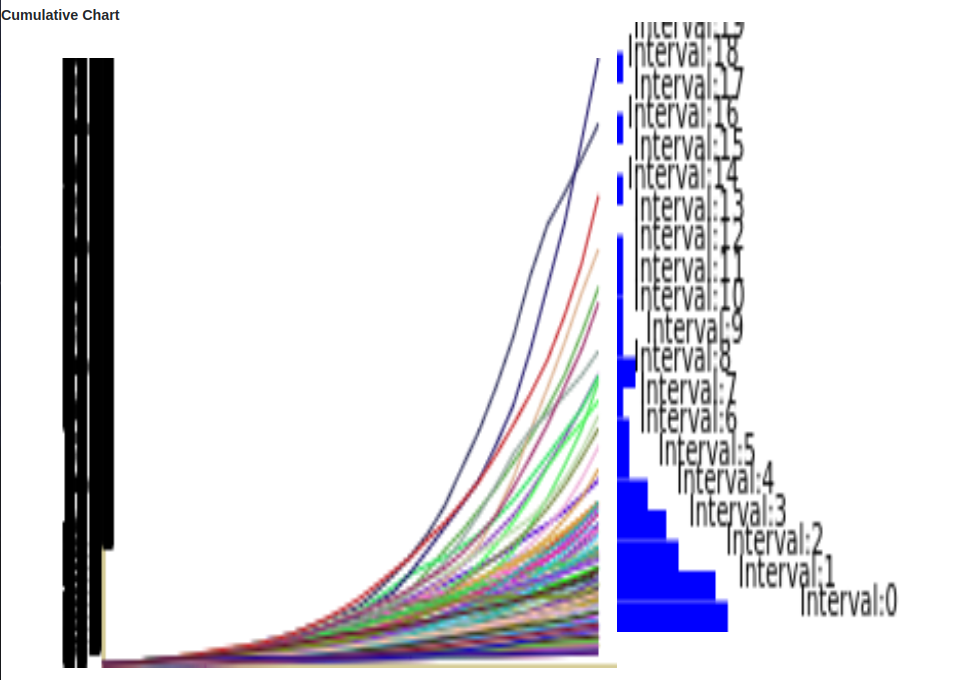 Cumulative Chart
Interval:19
Interval:18
Interval:17
Interval:16
Interval:15
Interval:14
Interval:13
Interval:12
Interval:11
Interval:10
Interval:9
Interval:8
Interval:7
Interval:6
Interval:5
Interval:4
Interval:3
Interval:2
Interval:1
Interval:0